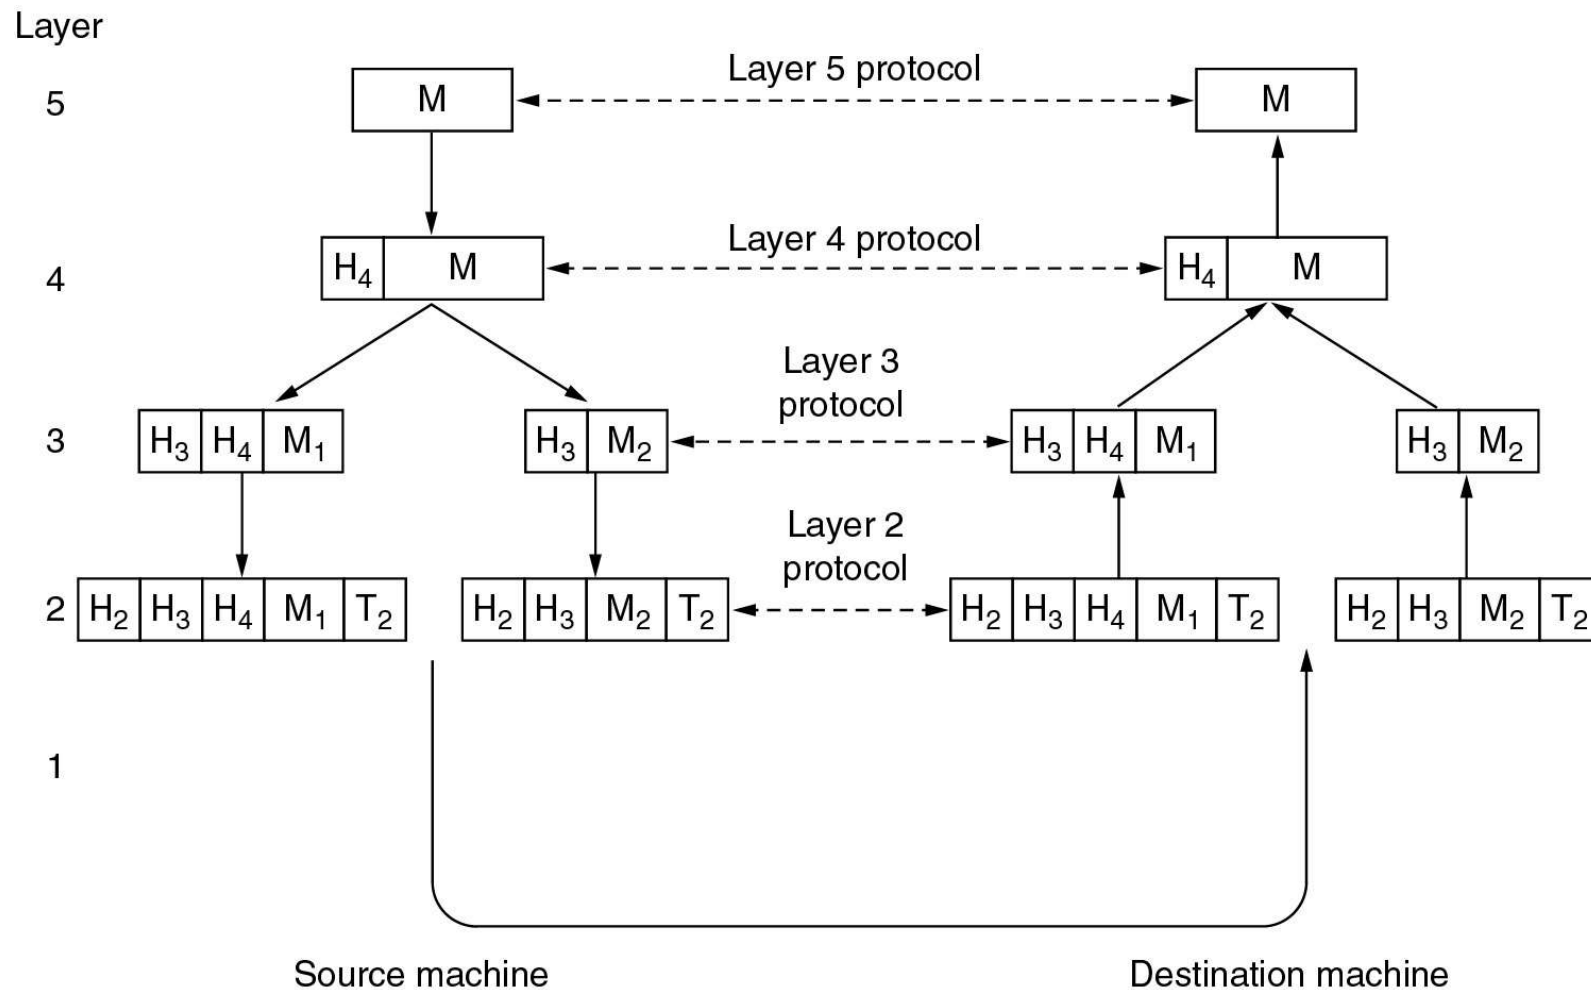 Layer
5 M Layer 5 protocol M
4 H4 M Layer 4 protocol H4 M
Layer 3
protocol
3 H3 H4 M1 H3 M2 H3 H4 M1 H3 M2
Layer 2
protocol
2 H2 H3 H4 M1 T2 H2 H3 M2 T2 H2 H3 H4 M1 T2 H2 H3 M2 T2
1
Source machine Destination machine